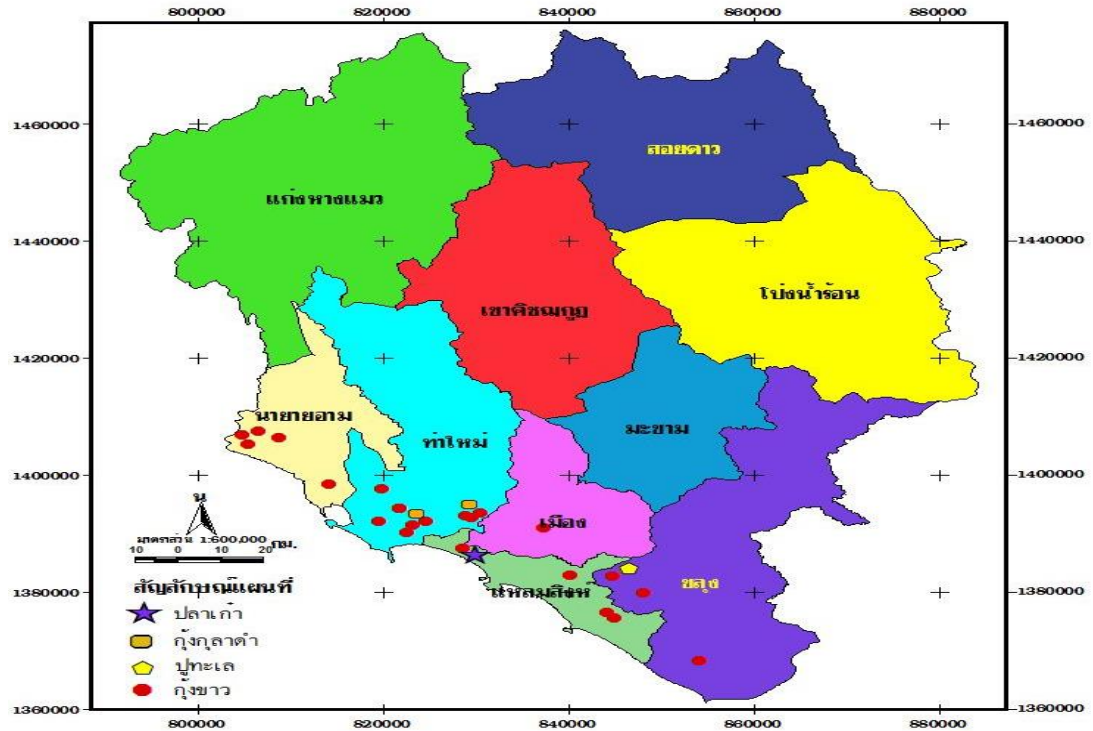 800000 820000 840000 860000 880000
1460000 1460000
สอยดาว
แก่งหางแมว
1440000 1440000
โป่งน้ำร้อน
เขาคิชฌกูฏ
1420000 1420000
นายายอาม
ท่าใหม่
มะขาม
1400000 1400000
น
เมือง
มาตราส่วน 1:600,000
10 0 10 20 กม.
สัญลักษณ์แผนที่
ขลุง
แหลมสิงห์
1380000 1380000
ปลาเก๋า
กุ้งกุลาดำ
ปูทะเล
กุ้งขาว
1360000 1360000
800000 820000 840000 860000 880000